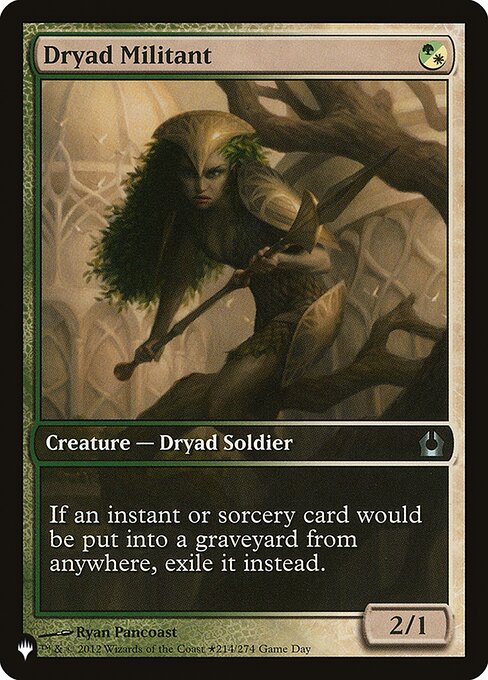 Dryad Militant
Creature — Dryad Soldier
If an instant or sorcery card would
be put into a graveyard from
anywhere, exile it instead.
2/1
Ryan Pancoast
™ & © 2012 Wizards of the Coast ★214/274 Game Day